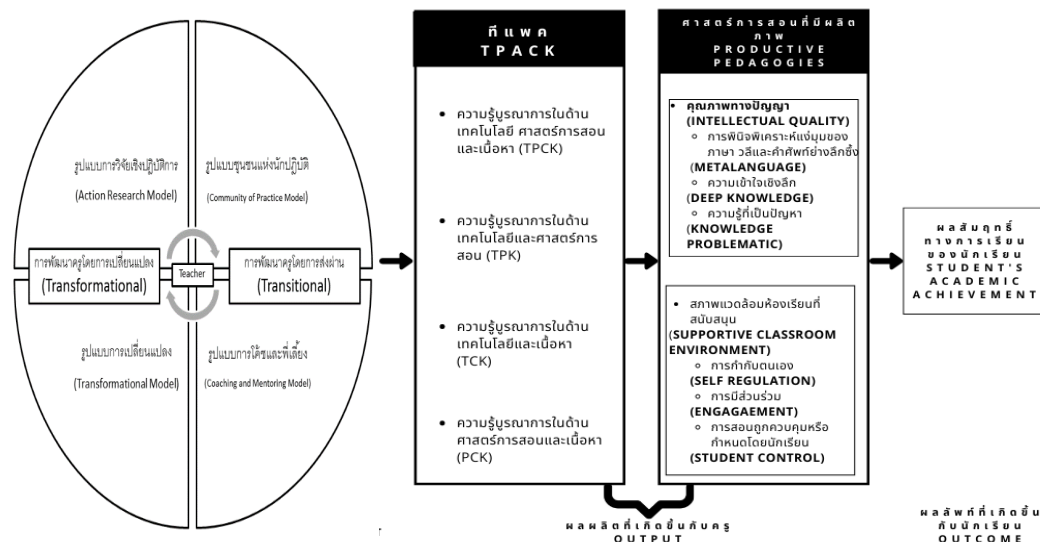 รูปแบบการวิจัยเชิงปฏิบัติการ
(Action Research Model)
รูปแบบชุมชนแห่งนักปฏิบัติ
(Community of Practice Model)
การพัฒนาครูโดยการเปลี่ยนแปลง
(Transformational)
Teacher
การพัฒนาครูโดยการส่งผ่าน
(Transitional)
รูปแบบการเปลี่ยนแปลง
(Transformational Model)
รูปแบบการโค้ชและพี่เลี้ยง
(Coaching and Mentoring Model)
ทีแพค
TPACK
• ความรู้บูรณาการในด้าน
เทคโนโลยี ศาสตร์การสอน
และเนื้อหา (TPCK)
• ความรู้บูรณาการในด้าน
เทคโนโลยีและศาสตร์การ
สอน (TPK)
• ความรู้บูรณาการในด้าน
เทคโนโลยีและเนื้อหา
(TCK)
• ความรู้บูรณาการในด้าน
ศาสตร์การสอนและเนื้อหา
(PCK)
ศาสตร์การสอนที่มีผลิต
ภาพ
PRODUCTIVE
PEDAGOGIES
• คุณภาพทางปัญญา
(INTELLECTUAL QUALITY)
◦ การพินิจพิเคราะห์แง่มุมของ
ภาษา วลีและคำศัพท์ย่างลึกซึ้ง
(METALANGUAGE)
◦ ความเข้าใจเชิงลึก
(DEEP KNOWLEDGE)
◦ ความรู้ที่เป็นปัญหา
(KNOWLEDGE
PROBLEMATIC)
• สภาพแวดล้อมห้องเรียนที่
สนับสนุน
(SUPPORTIVE CLASSROOM
ENVIRONMENT)
◦ การกำกับตนเอง
(SELF REGULATION)
◦ การมีส่วนร่วม
(ENGAGAEMENT)
◦ การสอนถูกควบคุมหรือ
กำหนดโดยนักเรียน
(STUDENT CONTROL)
ผลสัมฤทธิ์
ทางการเรียน
ของนักเรียน
STUDENT'S
ACADEMIC
ACHIEVEMENT
ผลผลิตที่เกิดขึ้นกับครู
OUTPUT
ผลลัพท์ที่เกิดขึ้น
กับนักเรียน
OUTCOME